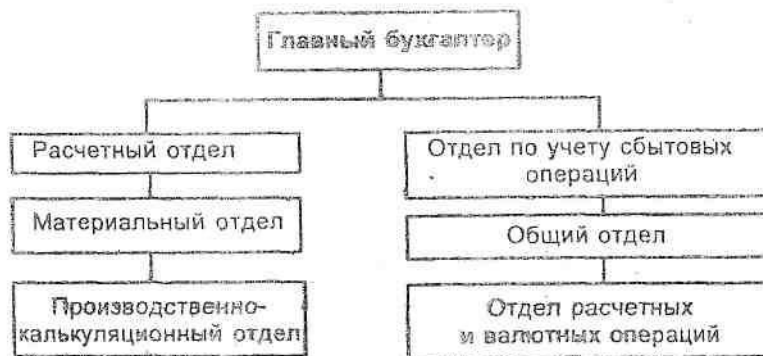 Главный бухгалтер
Расчетный отдел
Материальный отдел
Производственно-
калькуляционный отдел
Отдел по учету сбытовых
операций
Общий отдел
Отдел расчетных
и валютных операций